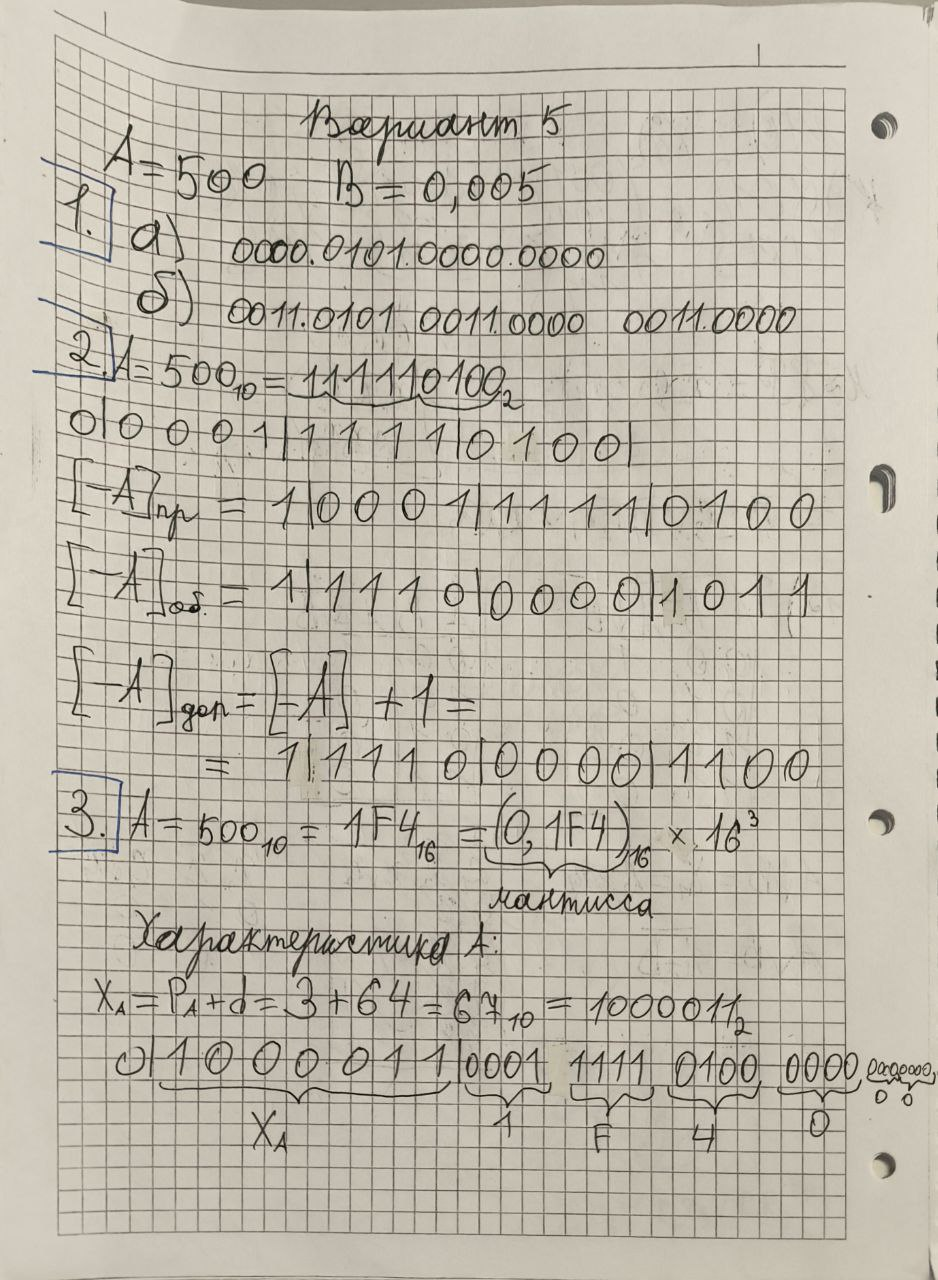 Вариант 5
A = 500 B = 0,005
1. а) 0000.0101.0000.0000
б) 0011.0101 0011.0000 0011.0000
2. A = 500₁₀ = 1111110100₂
0|0 0 0 1|1 1 1 1|0 1 0 0|
[-A]пр = 1|0 0 0 1|1 1 1 1|0 1 0 0
[-A]об. = 1|1 1 1 0|0 0 0 0|1 0 1 1
[-A]доп = [-A] + 1 =
= 1|1 1 1 0|0 0 0 0|1 1 0 0
3. A = 500₁₀ = 1F4₁₆ = (0,1F4)₁₆ × 16³
мантисса
Характеристика A:
X_A = P_A + d = 3 + 64 = 67₁₀ = 1000011₂
0|1 0 0 0 0 1 1|0001 1111 0100 0000 00000000
X_A 1 F 4 0 0 0